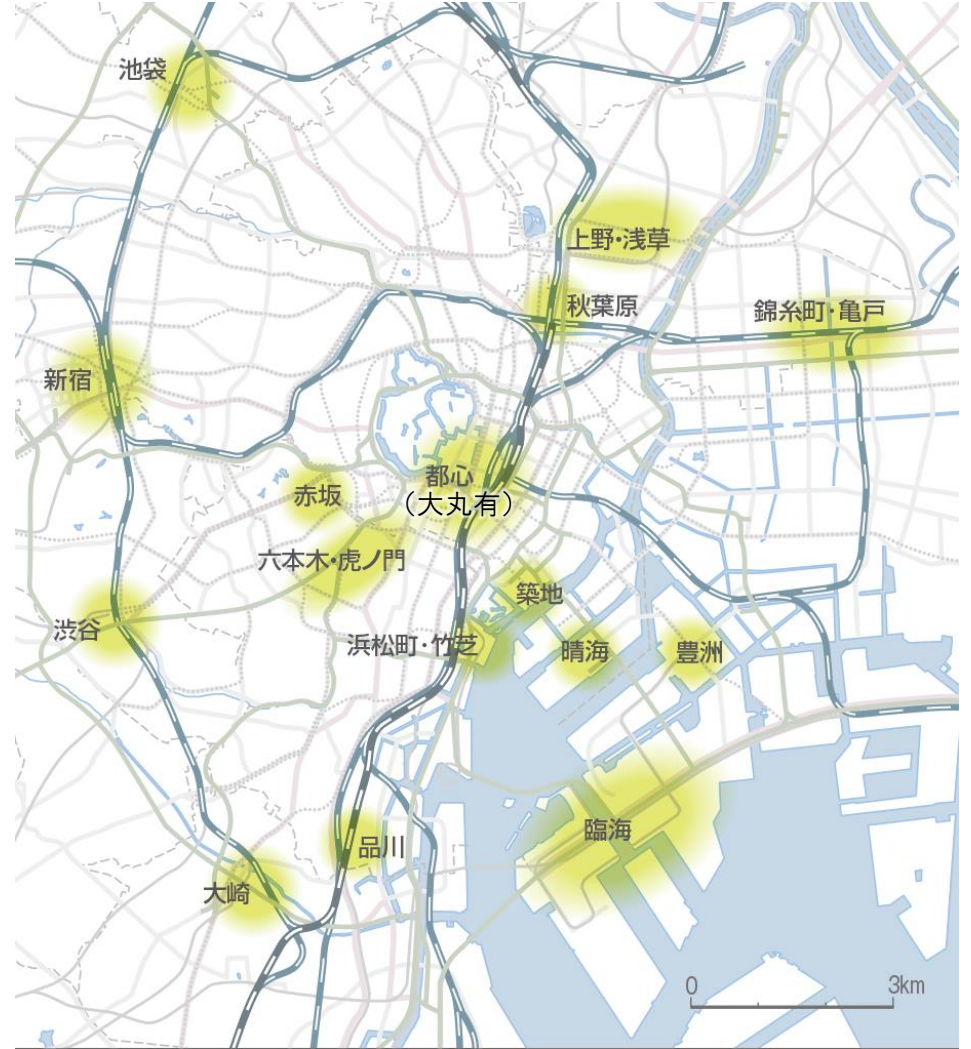 池袋
上野・浅草
秋葉原
錦糸町・亀戸
新宿
都心
（大丸有）
赤坂
六本木・虎ノ門
築地
渋谷
浜松町・竹芝
晴海
豊洲
臨海
品川
大崎
0
3km